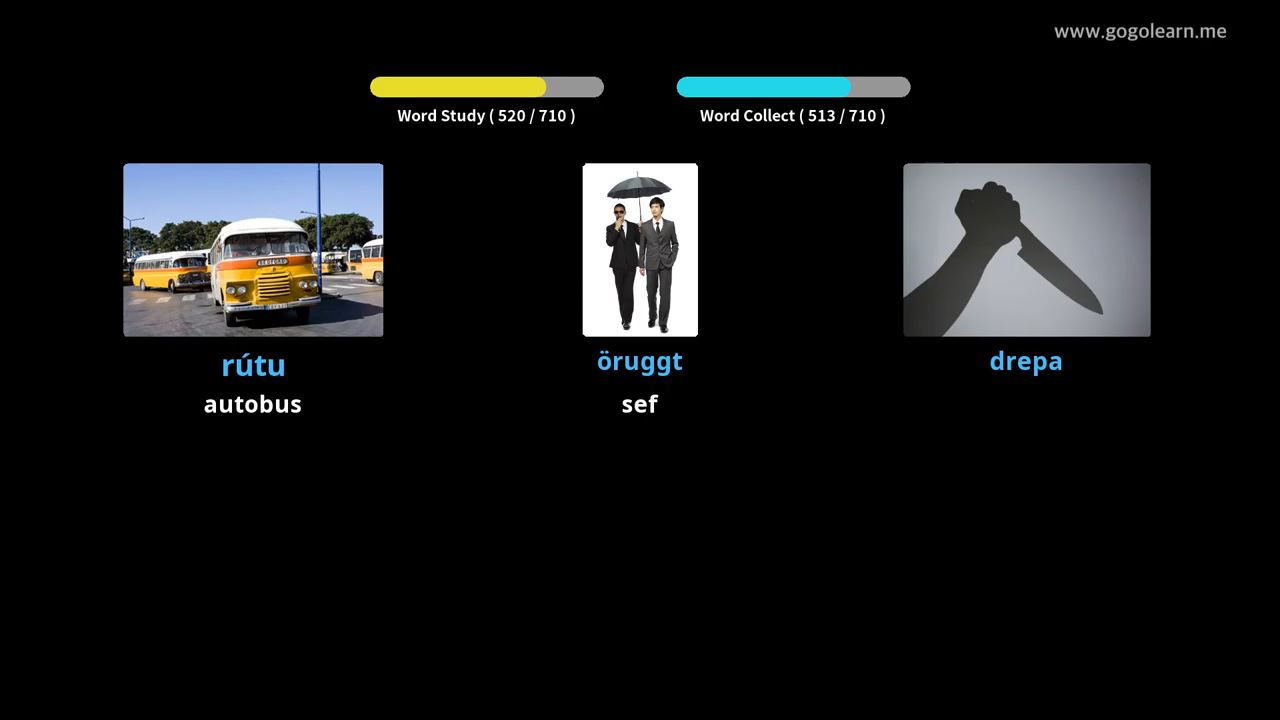 www.gogolearn.me
Word Study ( 520 / 710 )
Word Collect ( 513 / 710 )
rútu
öruggt
drepa
autobus
sef